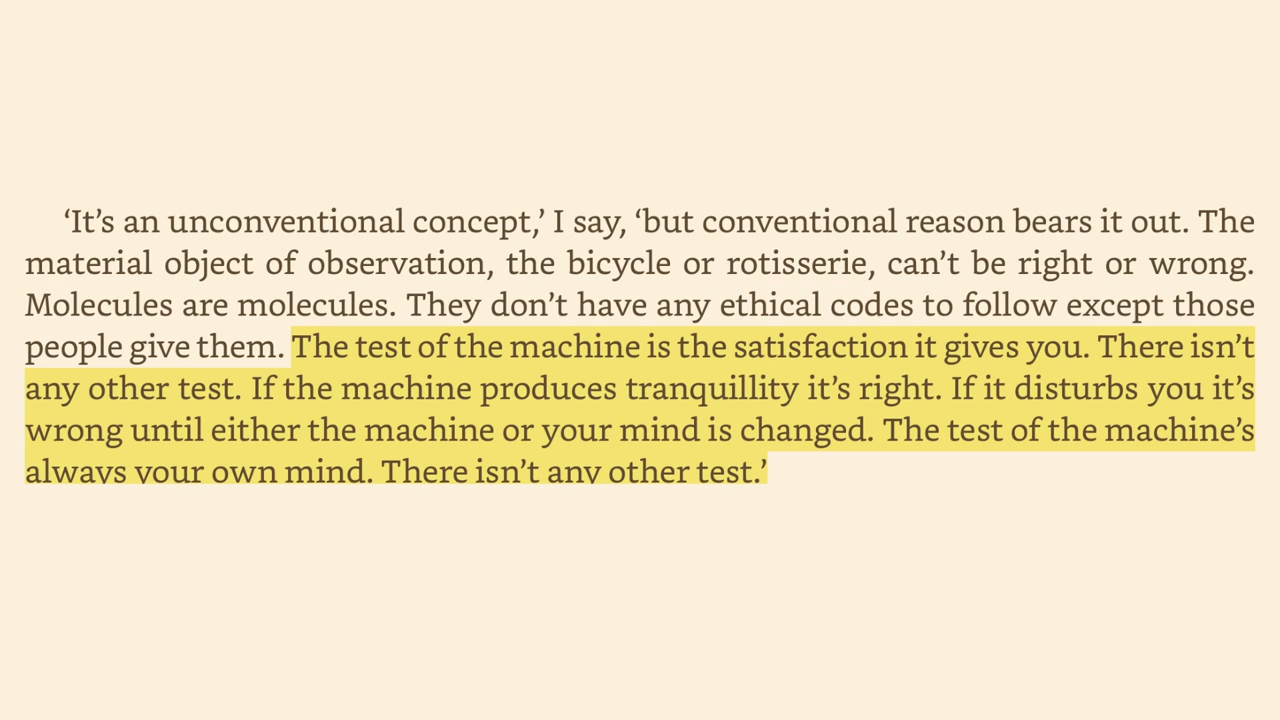 ‘It’s an unconventional concept,’ I say, ‘but conventional reason bears it out. The
material object of observation, the bicycle or rotisserie, can’t be right or wrong.
Molecules are molecules. They don’t have any ethical codes to follow except those
people give them. The test of the machine is the satisfaction it gives you. There isn’t
any other test. If the machine produces tranquillity it’s right. If it disturbs you it’s
wrong until either the machine or your mind is changed. The test of the machine’s
always your own mind. There isn’t any other test.’